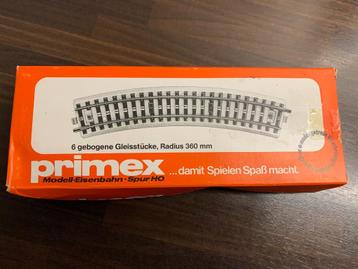 6 gebogene Gleisstücke, Radius 360 mm
primex
Modell-Eisenbahn·Spur HO
...damit Spielen Spaß macht.